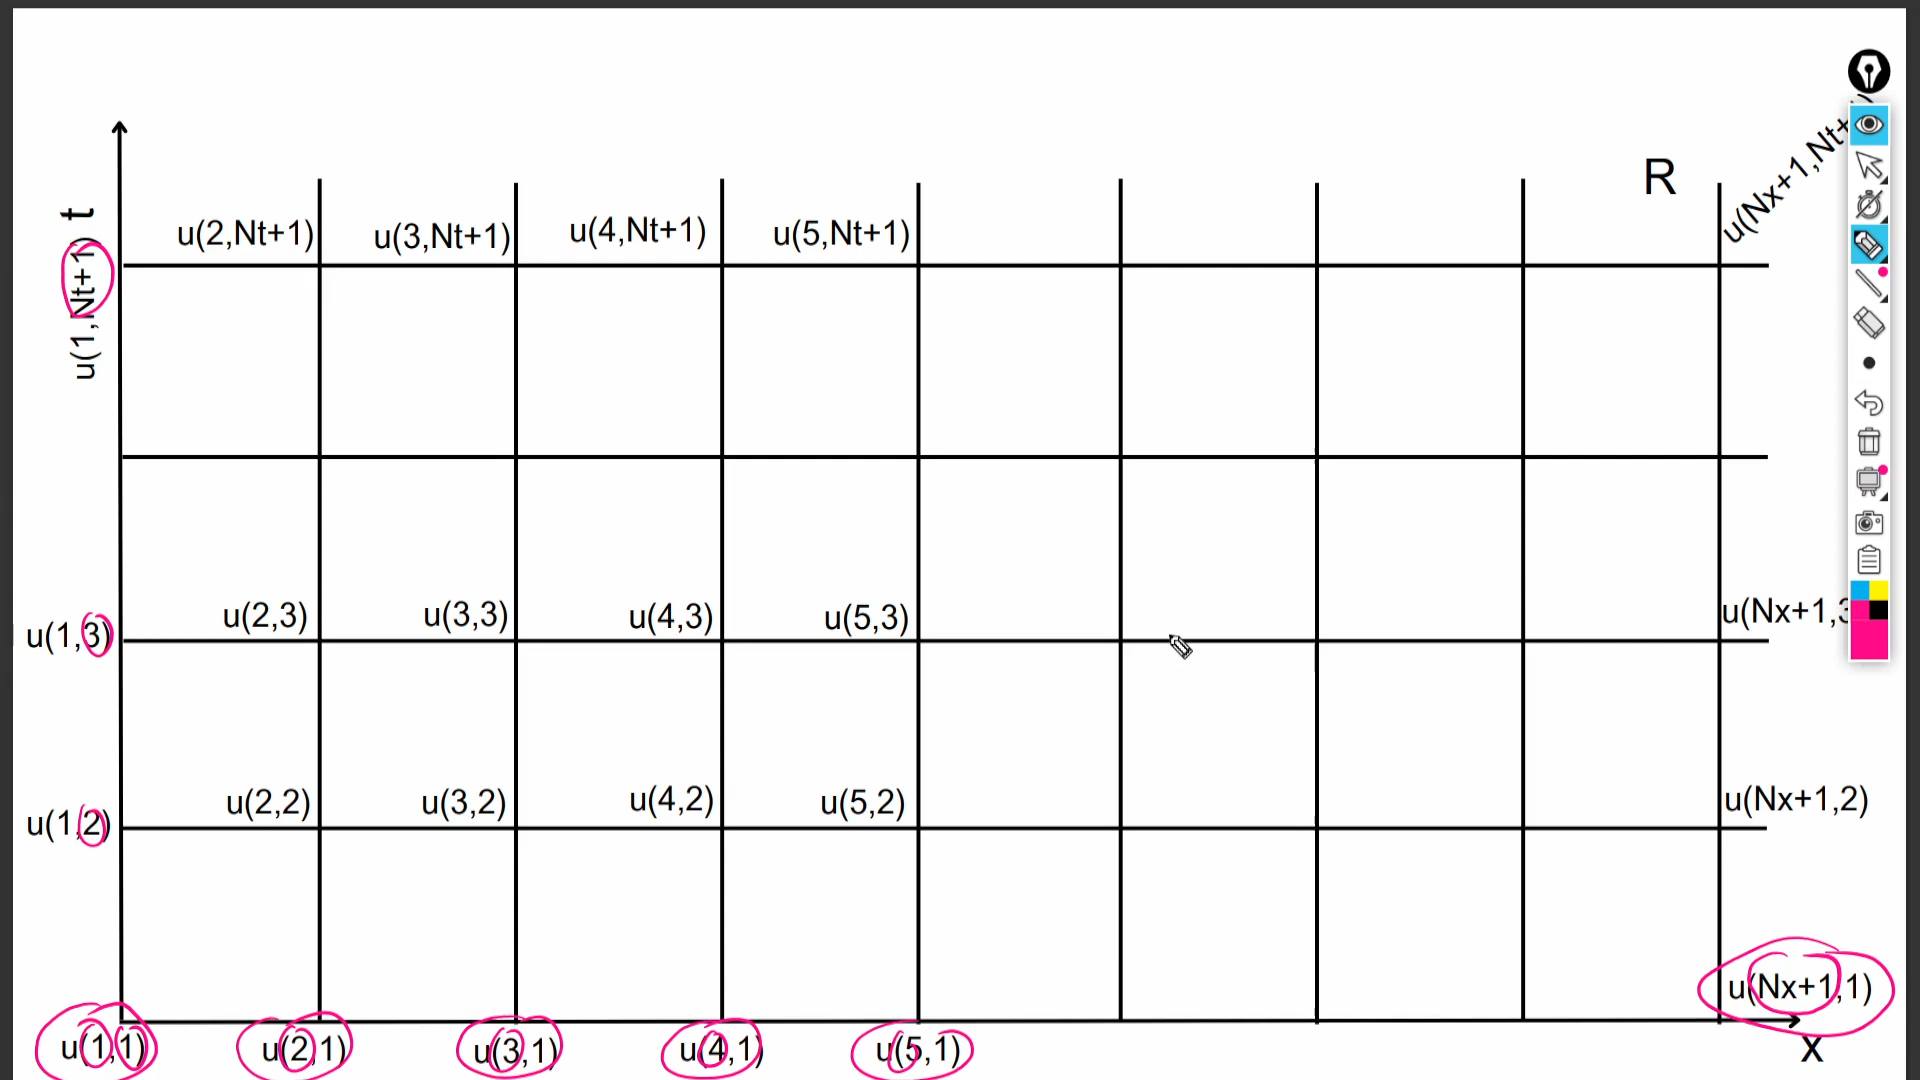 R
u(Nx+1,Nt+
t
u(1,Nt+1)
u(2,Nt+1) u(3,Nt+1) u(4,Nt+1) u(5,Nt+1)
u(1,3) u(2,3) u(3,3) u(4,3) u(5,3) u(Nx+1,3
u(1,2) u(2,2) u(3,2) u(4,2) u(5,2) u(Nx+1,2)
u(Nx+1,1)
u(1,1) u(2,1) u(3,1) u(4,1) u(5,1) x